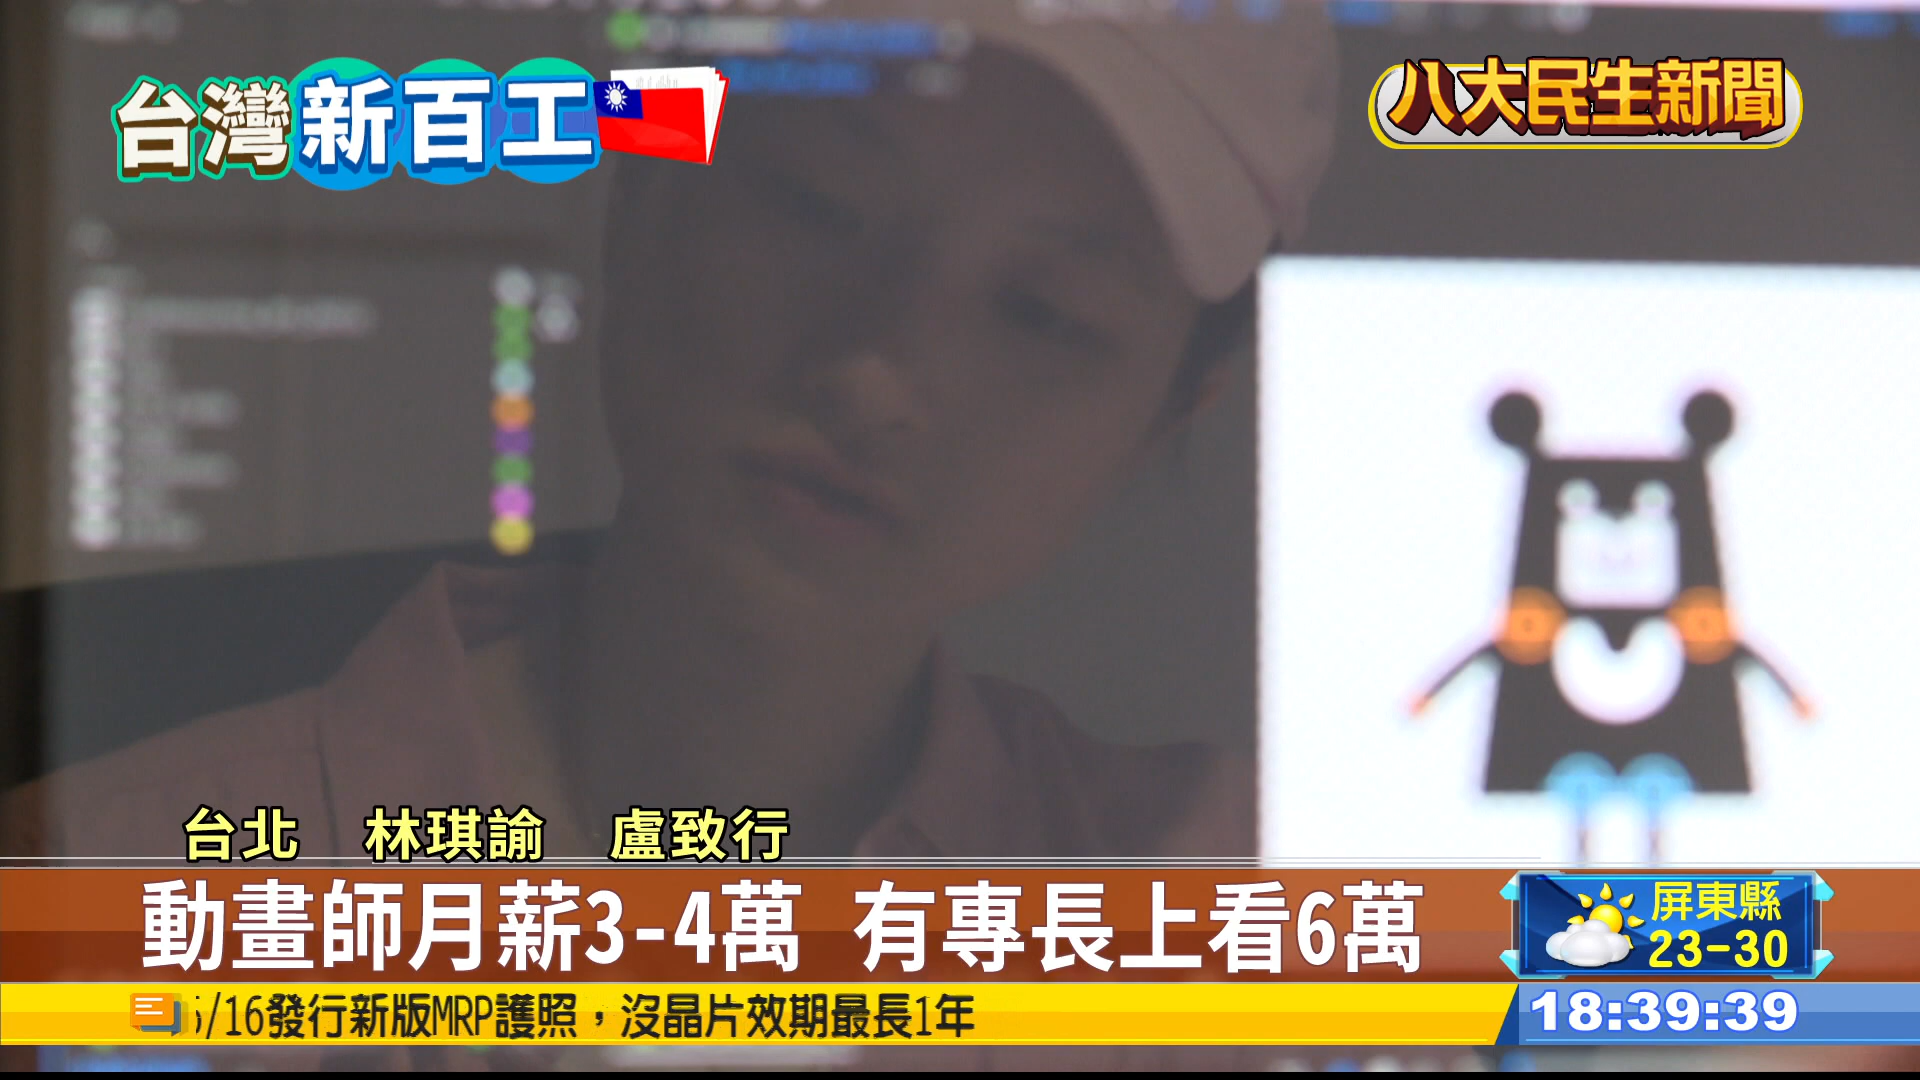 台灣新百工
八大民生新聞
台北 林琪諭 盧致行
動畫師月薪3-4萬 有專長上看6萬
屏東縣
23-30
/16發行新版MRP護照，沒晶片效期最長1年
18:39:39